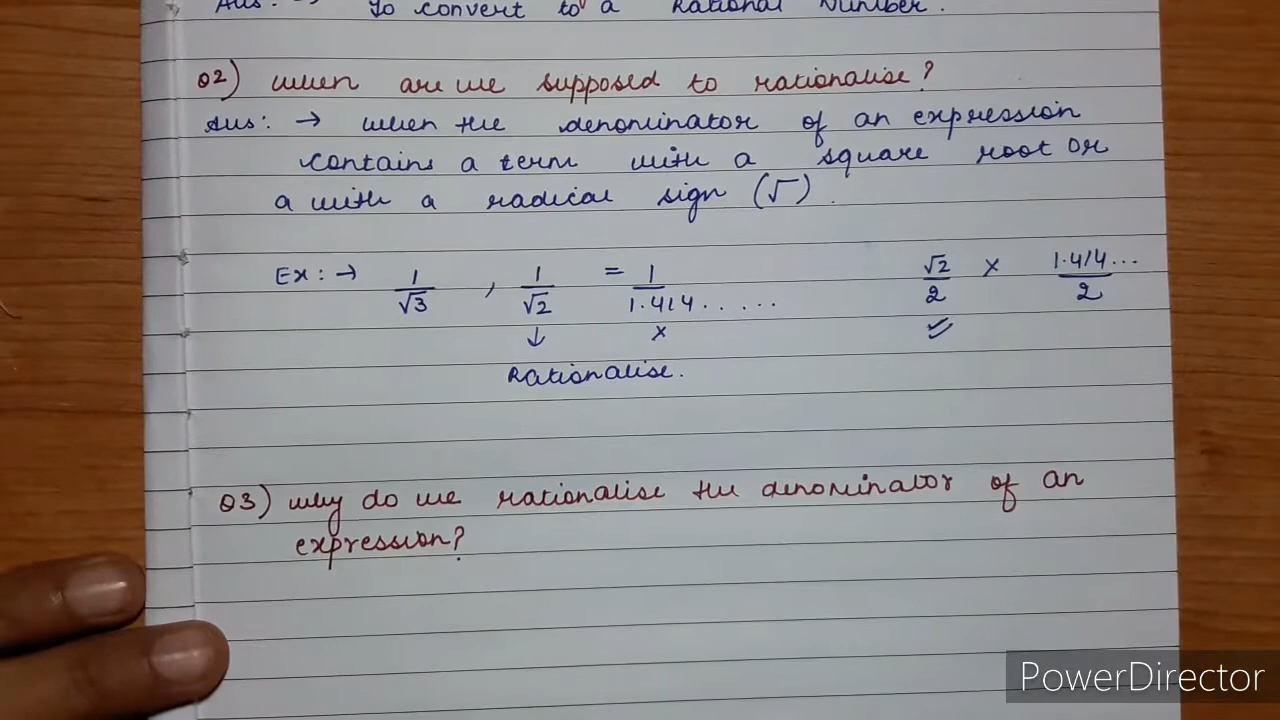 Ans: → To convert to a Rational Number.
Q2) when are we supposed to rationalise?
Ans: → when the denominator of an expression
contains a term with a square root or
a with a radical sign (√).
Ex: → 1/√3 , 1/√2 = 1/1.414...... √2/2 × 1.414.../2
↓ × ✓
Rationalise.
Q3) why do we rationalise the denominator of an
expression?
PowerDirector